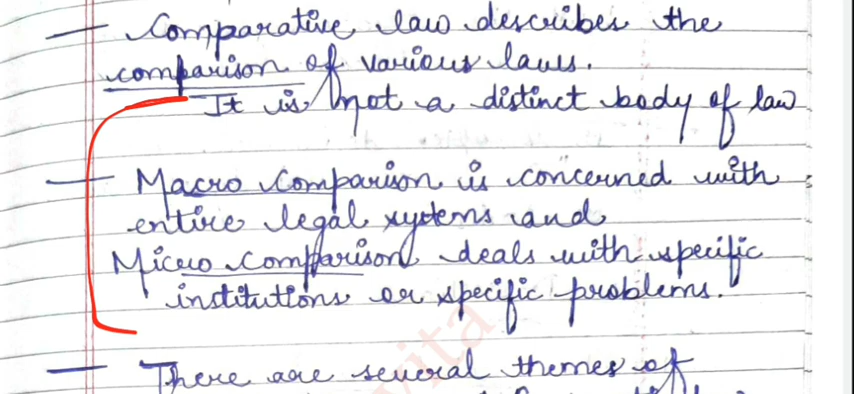 — Comparative law describes the
comparison of various laws.
It is not a distinct body of law
— Macro comparison is concerned with
entire legal systems and
Micro comparison deals with specific
institutions or specific problems.
— There are several themes of